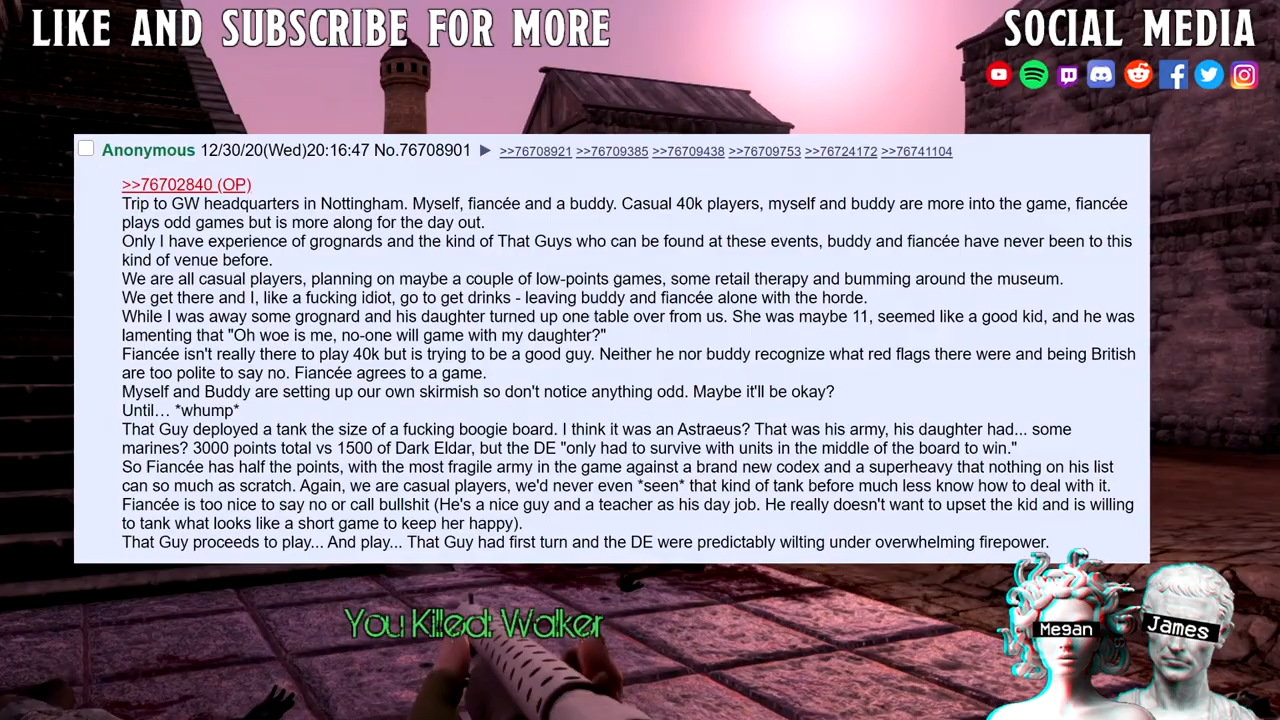 LIKE AND SUBSCRIBE FOR MORE
SOCIAL MEDIA
Anonymous 12/30/20(Wed)20:16:47 No.76708901 ▶ >>76708921 >>76709385 >>76709438 >>76709753 >>76724172 >>76741104
>>76702840 (OP)
Trip to GW headquarters in Nottingham. Myself, fiancée and a buddy. Casual 40k players, myself and buddy are more into the game, fiancée
plays odd games but is more along for the day out.
Only I have experience of grognards and the kind of That Guys who can be found at these events, buddy and fiancée have never been to this
kind of venue before.
We are all casual players, planning on maybe a couple of low-points games, some retail therapy and bumming around the museum.
We get there and I, like a fucking idiot, go to get drinks - leaving buddy and fiancée alone with the horde.
While I was away some grognard and his daughter turned up one table over from us. She was maybe 11, seemed like a good kid, and he was
lamenting that "Oh woe is me, no-one will game with my daughter?"
Fiancée isn't really there to play 40k but is trying to be a good guy. Neither he nor buddy recognize what red flags there were and being British
are too polite to say no. Fiancée agrees to a game.
Myself and Buddy are setting up our own skirmish so don't notice anything odd. Maybe it'll be okay?
Until… *whump*
That Guy deployed a tank the size of a fucking boogie board. I think it was an Astraeus? That was his army, his daughter had... some
marines? 3000 points total vs 1500 of Dark Eldar, but the DE "only had to survive with units in the middle of the board to win."
So Fiancée has half the points, with the most fragile army in the game against a brand new codex and a superheavy that nothing on his list
can so much as scratch. Again, we are casual players, we'd never even *seen* that kind of tank before much less know how to deal with it.
Fiancée is too nice to say no or call bullshit (He's a nice guy and a teacher as his day job. He really doesn't want to upset the kid and is willing
to tank what looks like a short game to keep her happy).
That Guy proceeds to play... And play... That Guy had first turn and the DE were predictably wilting under overwhelming firepower.
You Killed: Walker
Megan
James